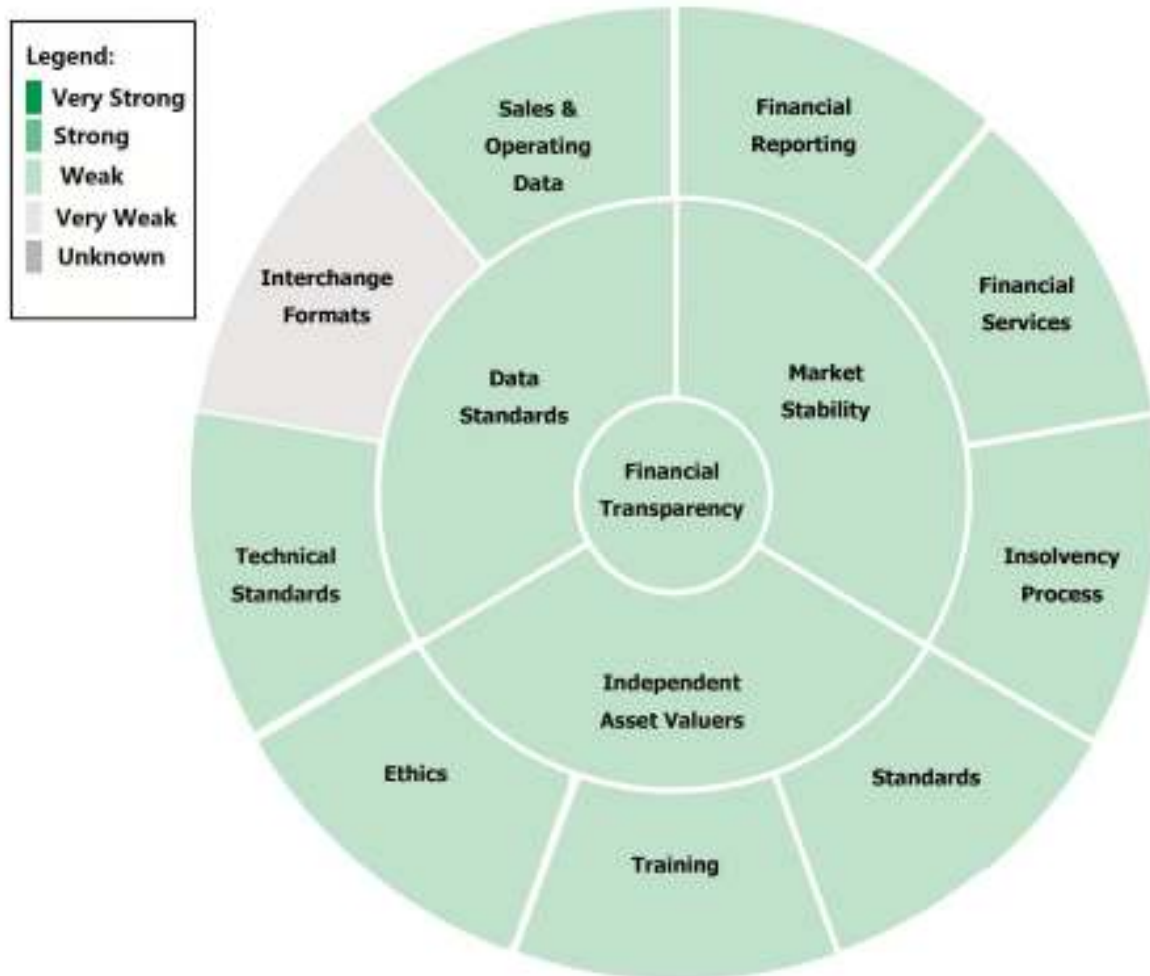 Legend:
Very Strong
Strong
Weak
Very Weak
Unknown
Sales &
Operating
Data
Financial
Reporting
Interchange
Formats
Financial
Services
Data
Standards
Market
Stability
Financial
Transparency
Technical
Standards
Insolvency
Process
Independent
Asset Valuers
Ethics
Standards
Training